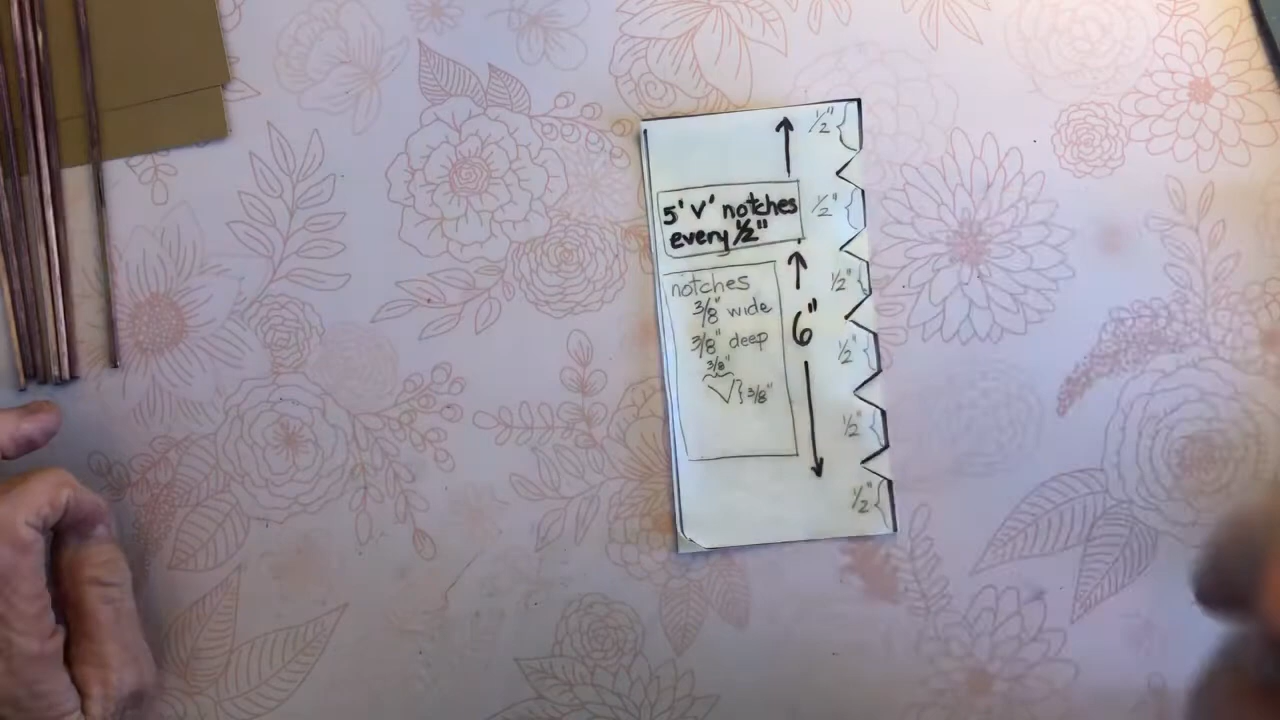 1/2"
5 'V' notches
every 1/2"
1/2"
notches
3/8" wide
3/8" deep
3/8"
3/8"
6"
1/2"
1/2"
1/2"
1/2"